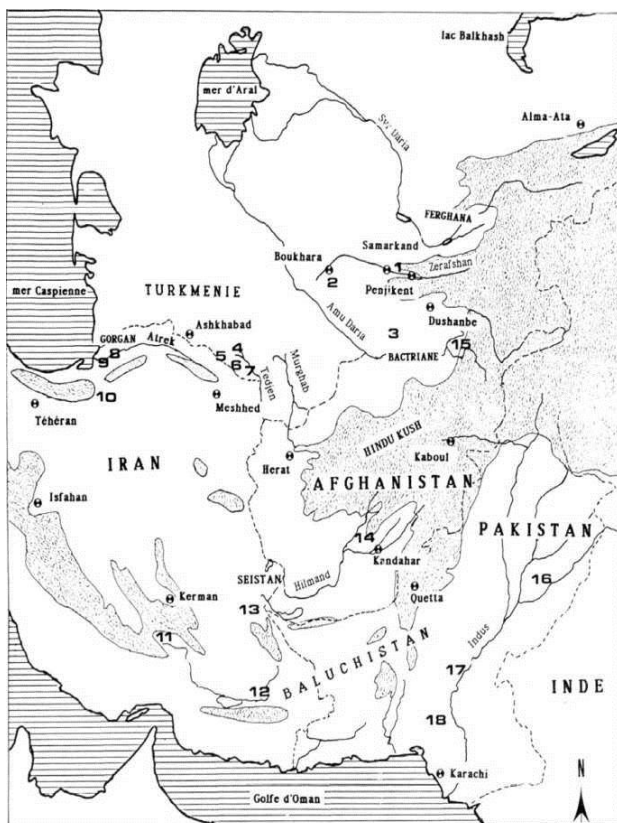 lac Balkhash
mer d'Aral
Alma-Ata
Syr Daria
FERGHANA
Samarkand
Boukhara
1
Zerafshan
2
Penjikent
mer Caspienne
TURKMENIE
Dushanbe
Amu Daria
3
Ashkhabad
GORGAN
Atrek
4
8
5
9
6
7
Tedjen
Murghab
BACTRIANE
15
10
Meshhed
Téhéran
HINDU KUSH
Kaboul
Herat
IRAN
AFGHANISTAN
Isfahan
PAKISTAN
14
Kandahar
SEISTAN
Hilmand
16
Kerman
Quetta
13
11
Indus
BALUCHISTAN
17
12
INDE
18
Karachi
N
Golfe d'Oman